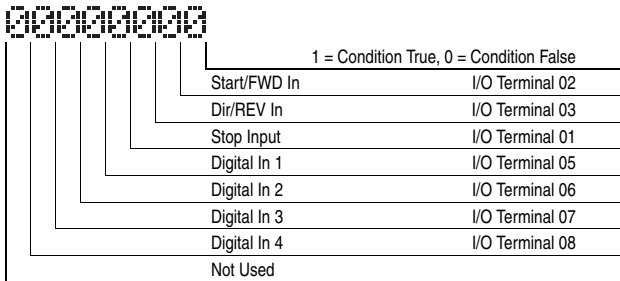 00000000
1 = Condition True, 0 = Condition False
Start/FWD In I/O Terminal 02
Dir/REV In I/O Terminal 03
Stop Input I/O Terminal 01
Digital In 1 I/O Terminal 05
Digital In 2 I/O Terminal 06
Digital In 3 I/O Terminal 07
Digital In 4 I/O Terminal 08
Not Used